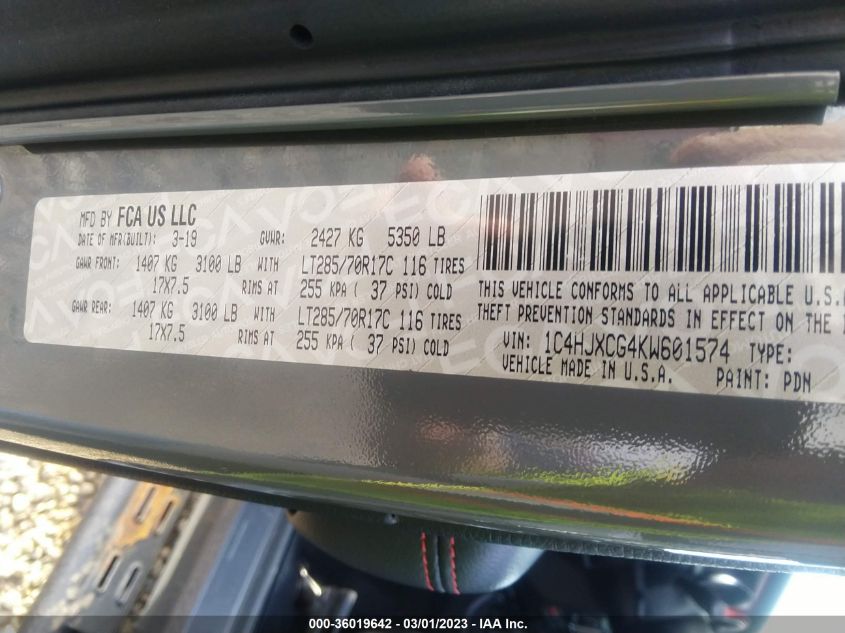 MFD BY FCA US LLC
DATE OF MFR(BUILT): 3-19 GVWR: 2427 KG 5350 LB
GAWR FRONT: 1407 KG 3100 LB WITH LT285/70R17C 116 TIRES
17X7.5 RIMS AT 255 KPA ( 37 PSI) COLD
GAWR REAR: 1407 KG 3100 LB WITH LT285/70R17C 116 TIRES
17X7.5 RIMS AT 255 KPA ( 37 PSI) COLD
THIS VEHICLE CONFORMS TO ALL APPLICABLE U.S.A.
THEFT PREVENTION STANDARDS IN EFFECT ON THE
VIN: 1C4HJXCG4KW601574 TYPE:
VEHICLE MADE IN U.S.A. PAINT: PDN
000-36019642 - 03/01/2023 - IAA Inc.